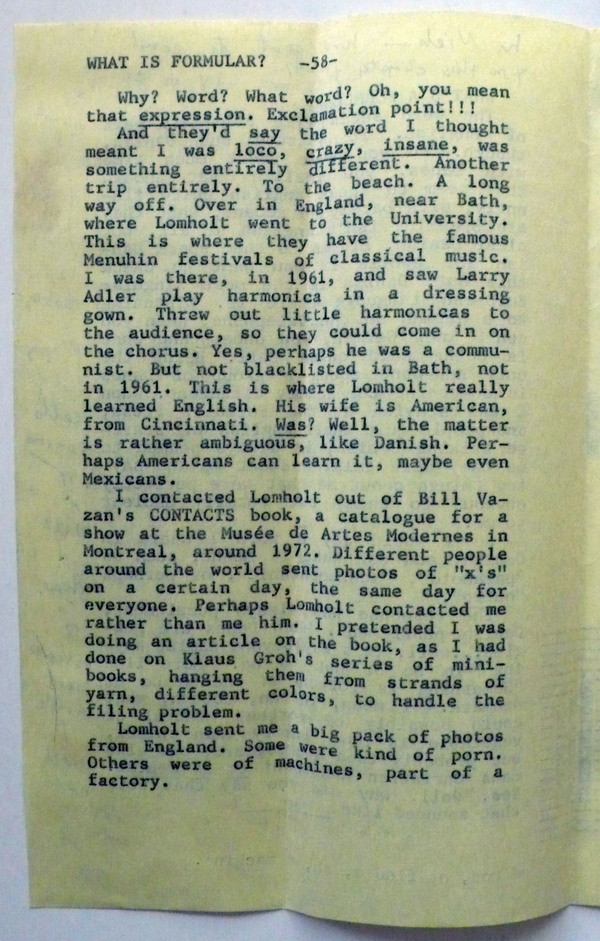 WHAT IS FORMULAR? -58-
Why? Word? What word? Oh, you mean
that expression. Exclamation point!!!
And they'd say the word I thought
meant I was loco, crazy, insane, was
something entirely different. Another
trip entirely. To the beach. A long
way off. Over in England, near Bath,
where Lomholt went to the University.
This is where they have the famous
Menuhin festivals of classical music.
I was there, in 1961, and saw Larry
Adler play harmonica in a dressing
gown. Threw out little harmonicas to
the audience, so they could come in on
the chorus. Yes, perhaps he was a commu-
nist. But not blacklisted in Bath, not
in 1961. This is where Lomholt really
learned English. His wife is American,
from Cincinnati. Was? Well, the matter
is rather ambiguous, like Danish. Per-
haps Americans can learn it, maybe even
Mexicans.
I contacted Lomholt out of Bill Va-
zan's CONTACTS book, a catalogue for a
show at the Musée de Artes Modernes in
Montreal, around 1972. Different people
around the world sent photos of "x's"
on a certain day, the same day for
everyone. Perhaps Lomholt contacted me
rather than me him. I pretended I was
doing an article on the book, as I had
done on Klaus Groh's series of mini-
books, hanging them from strands of
yarn, different colors, to handle the
filing problem.
Lomholt sent me a big pack of photos
from England. Some were kind of porn.
Others were of machines, part of a
factory.